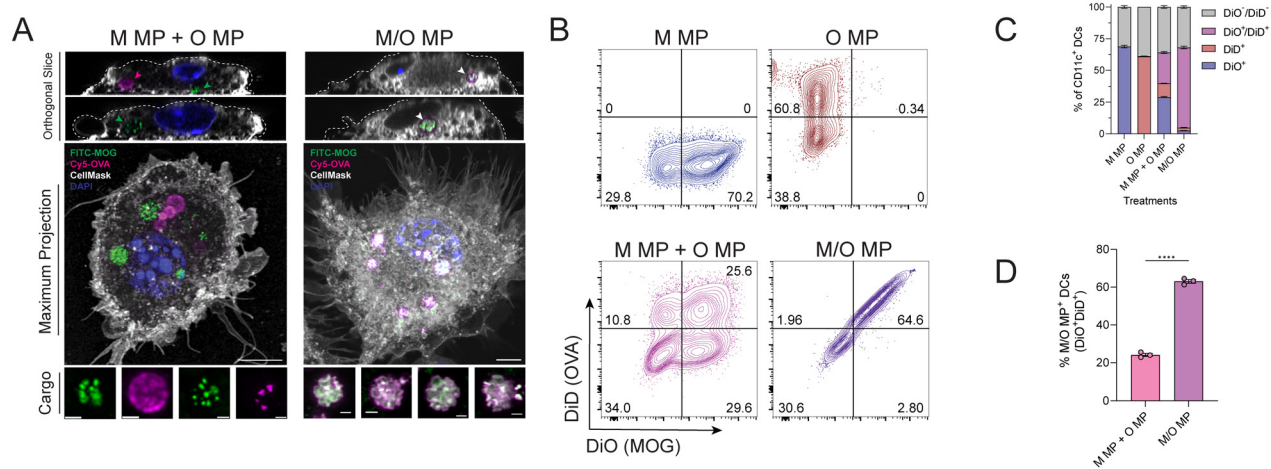 A
M MP + O MP
M/O MP
Orthogonal Slice
FITC-MOG
Cy5-OVA
CellMask
DAPI
FITC-MOG
Cy5-OVA
CellMask
DAPI
Maximum Projection
Cargo
B
M MP
O MP
0
0
29.8
70.2
60.8
0.34
38.8
0
M MP + O MP
M/O MP
25.6
10.8
34.0
29.6
1.96
64.6
30.6
2.80
DiD (OVA)
DiO (MOG)
C
% of CD11c⁺ DCs
100
75
50
25
0
M MP
O MP
M MP + O MP
M/O MP
Treatments
DiO⁻/DiD⁻
DiO⁺/DiD⁺
DiD⁺
DiO⁺
D
% M/O MP⁺ DCs
(DiO⁺DiD⁺)
80
60
40
20
0
****
M MP + O MP
M/O MP